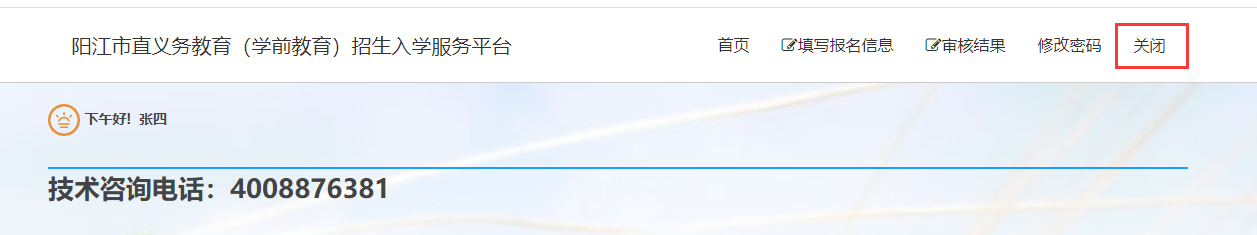 阳江市直义务教育（学前教育）招生入学服务平台 首页 填写报名信息 审核结果 修改密码 关闭
下午好！张四
技术咨询电话：4008876381